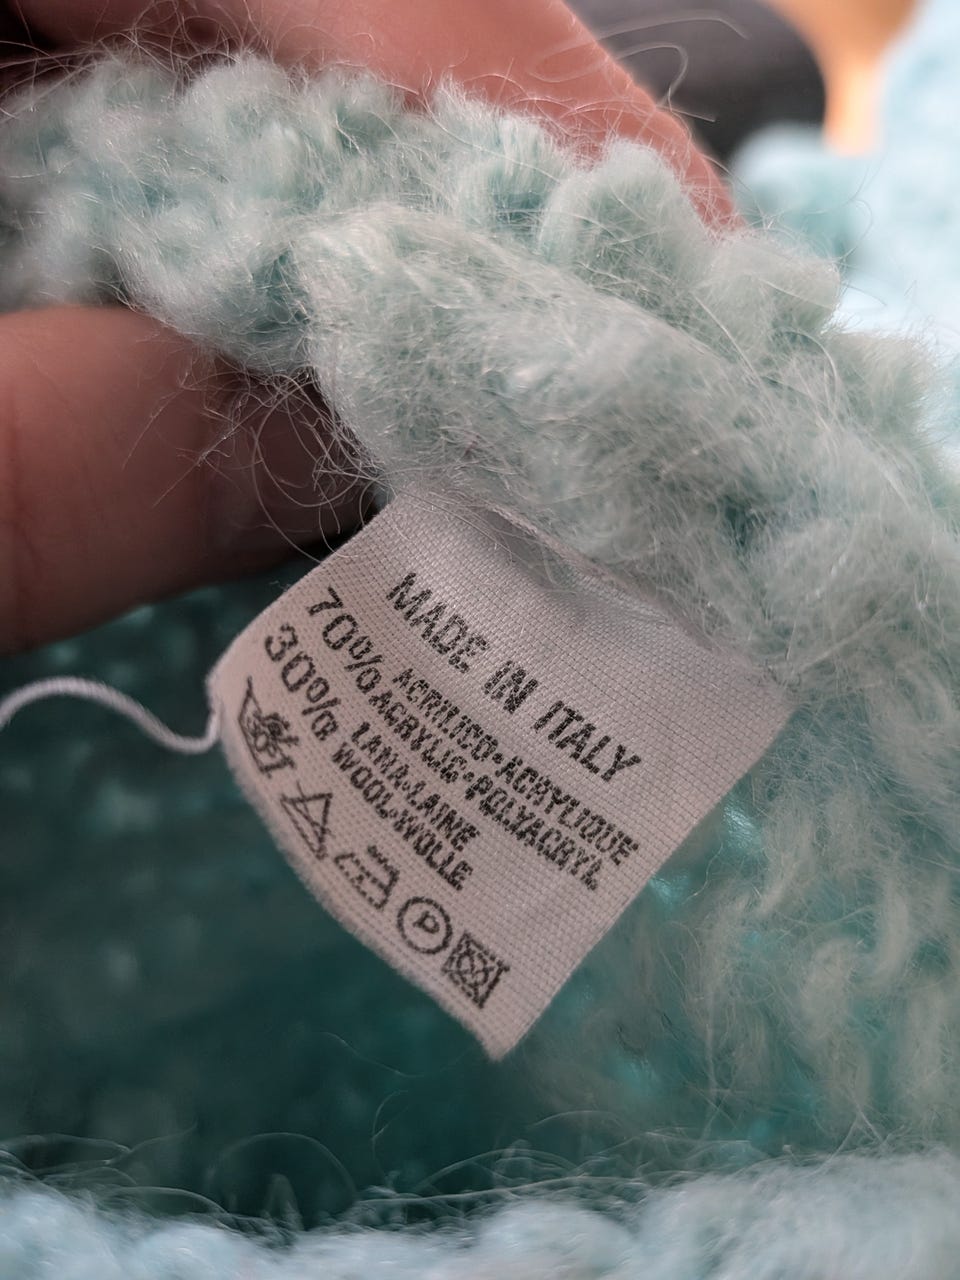 MADE IN ITALY
70% ACRILICO•ACRYLIQUE
ACRYLIC•POLYACRYL
30% LANA•LAINE
WOOL•WOLLE
P